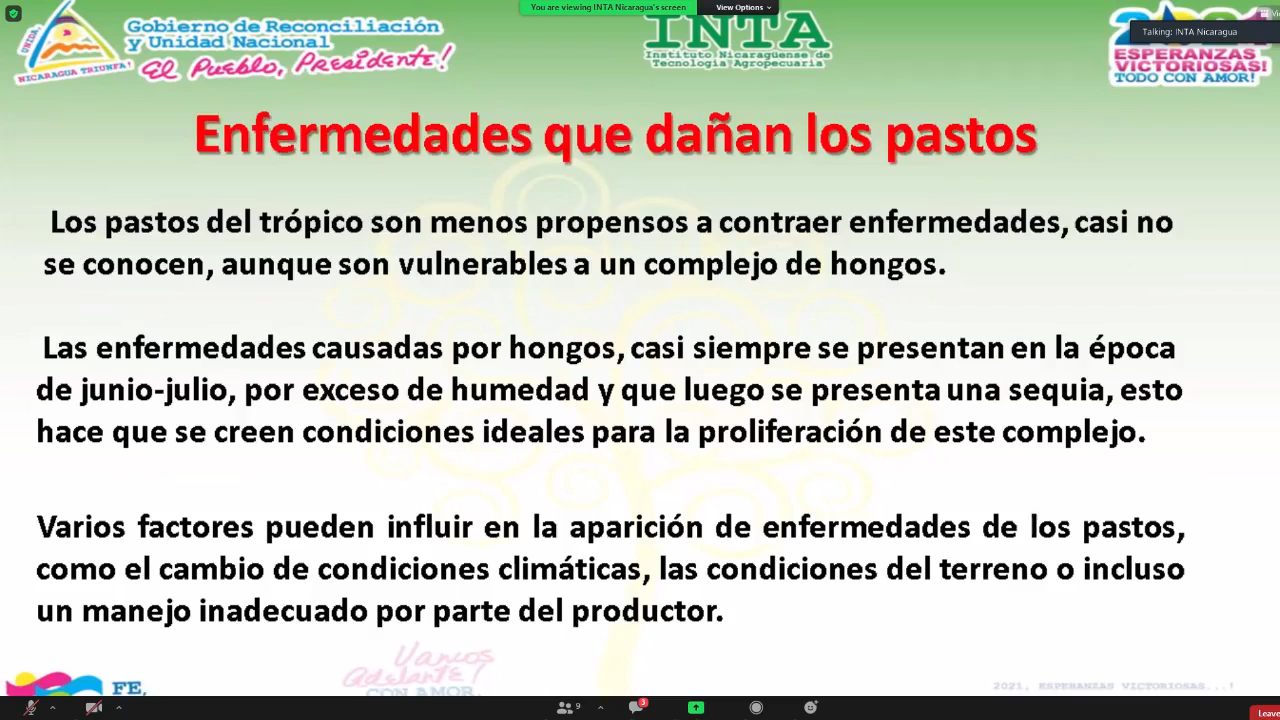 You are viewing INTA Nicaragua's screen
View Options
Talking: INTA Nicaragua
UNIDA,
NICARAGUA TRIUNFA!
Gobierno de Reconciliación
y Unidad Nacional
El Pueblo, Presidente!
INTA
Instituto Nicaragüense de
Tecnología Agropecuaria
ESPERANZAS
VICTORIOSAS!
TODO CON AMOR!
Enfermedades que dañan los pastos
Los pastos del trópico son menos propensos a contraer enfermedades, casi no
se conocen, aunque son vulnerables a un complejo de hongos.
Las enfermedades causadas por hongos, casi siempre se presentan en la época
de junio-julio, por exceso de humedad y que luego se presenta una sequia, esto
hace que se creen condiciones ideales para la proliferación de este complejo.
Varios factores pueden influir en la aparición de enfermedades de los pastos,
como el cambio de condiciones climáticas, las condiciones del terreno o incluso
un manejo inadecuado por parte del productor.
Vamos
Adelante!
CON AMOR,
FE,
2021, ESPERANZAS VICTORIOSAS...!
9
3
Leave